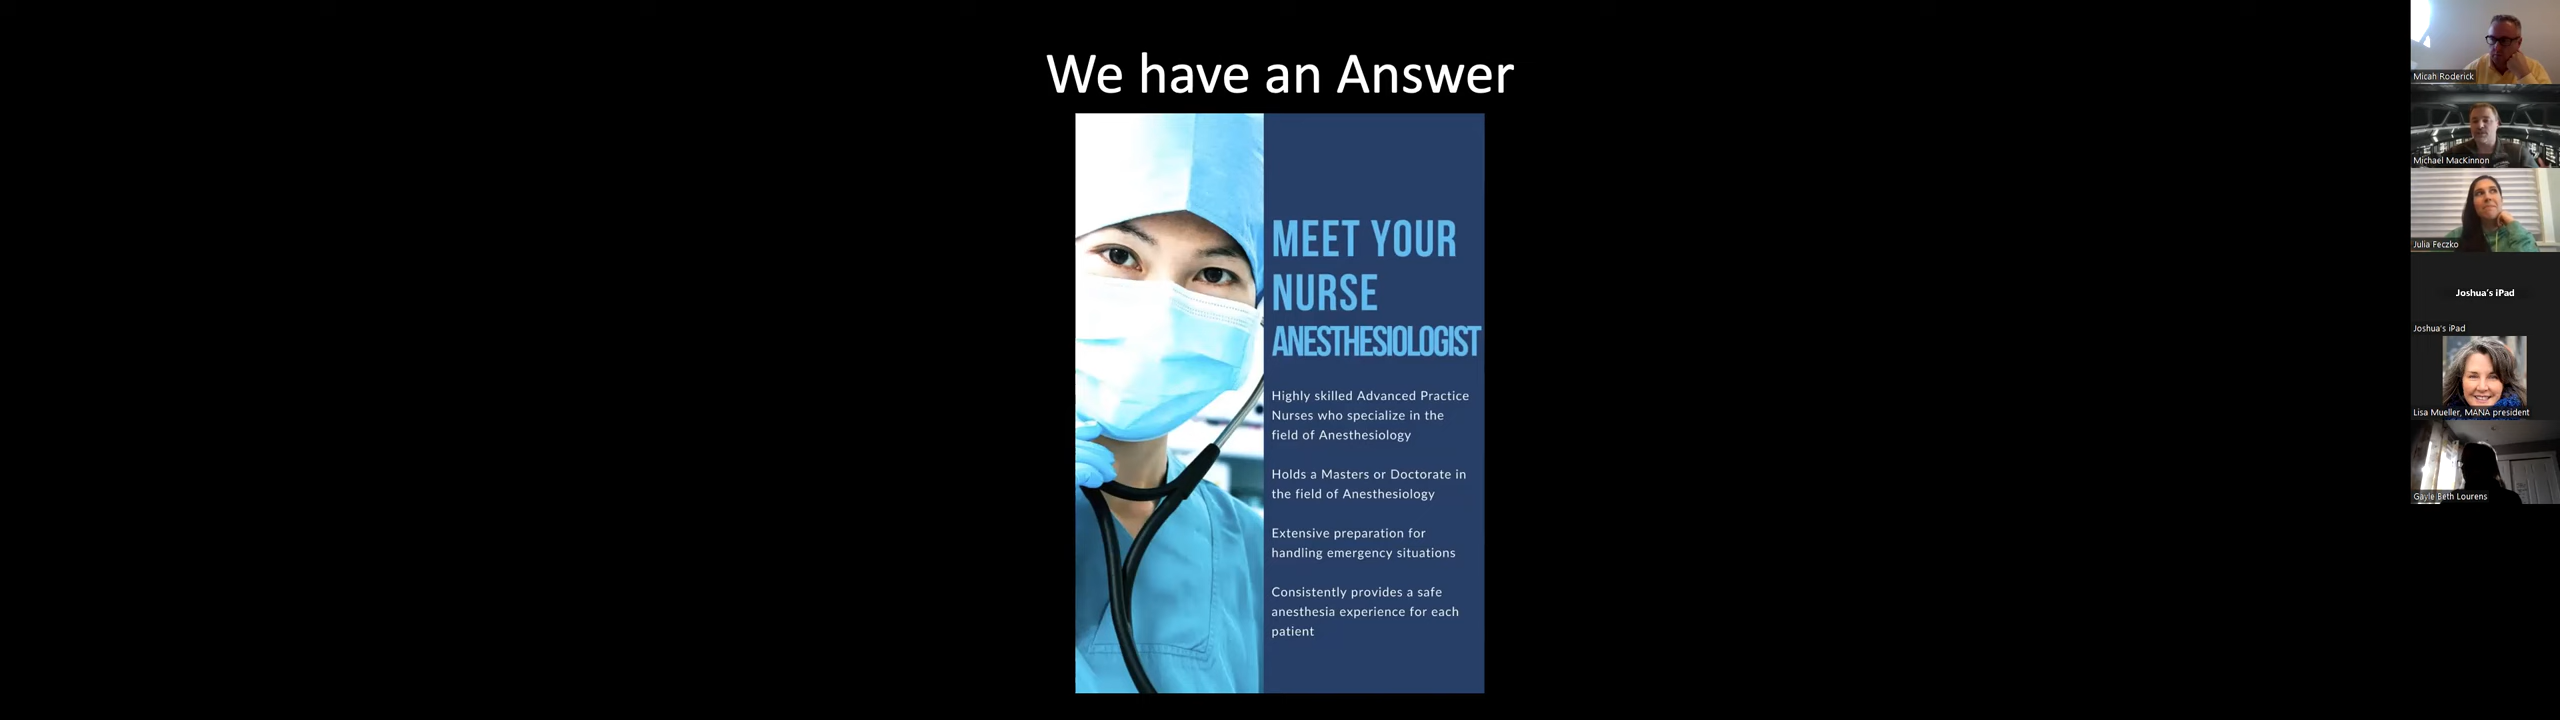 We have an Answer
MEET YOUR
NURSE
ANESTHESIOLOGIST
Highly skilled Advanced Practice
Nurses who specialize in the
field of Anesthesiology
Holds a Masters or Doctorate in
the field of Anesthesiology
Extensive preparation for
handling emergency situations
Consistently provides a safe
anesthesia experience for each
patient
Micah Roderick
Michael MacKinnon
Julia Feczko
Joshua's iPad
Joshua's iPad
Lisa Mueller, MANA president
Gayle Beth Lourens